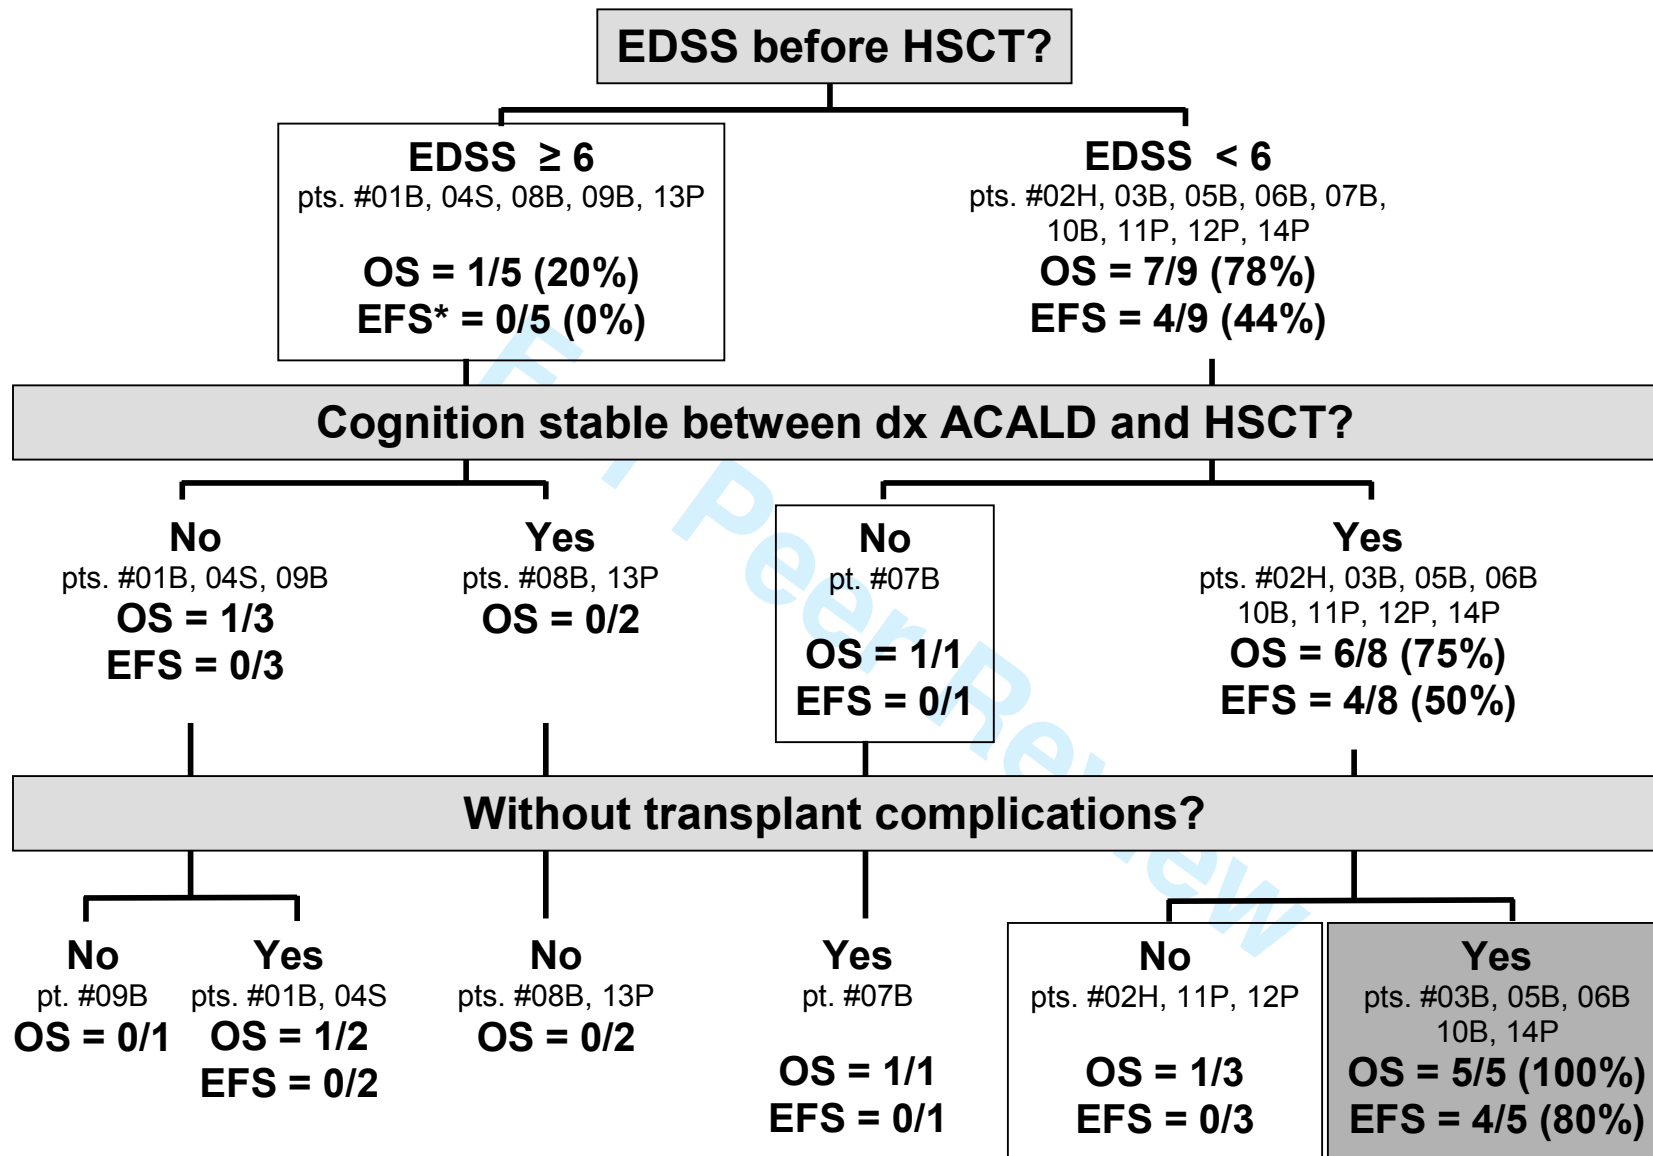 EDSS before HSCT?
EDSS ≥ 6
pts. #01B, 04S, 08B, 09B, 13P
OS = 1/5 (20%)
EFS* = 0/5 (0%)
EDSS < 6
pts. #02H, 03B, 05B, 06B, 07B,
10B, 11P, 12P, 14P
OS = 7/9 (78%)
EFS = 4/9 (44%)
Cognition stable between dx ACALD and HSCT?
No
pts. #01B, 04S, 09B
OS = 1/3
EFS = 0/3
Yes
pts. #08B, 13P
OS = 0/2
No
pt. #07B
OS = 1/1
EFS = 0/1
Yes
pts. #02H, 03B, 05B, 06B
10B, 11P, 12P, 14P
OS = 6/8 (75%)
EFS = 4/8 (50%)
Without transplant complications?
No
pt. #09B
OS = 0/1
Yes
pts. #01B, 04S
OS = 1/2
EFS = 0/2
No
pts. #08B, 13P
OS = 0/2
Yes
pt. #07B
OS = 1/1
EFS = 0/1
No
pts. #02H, 11P, 12P
OS = 1/3
EFS = 0/3
Yes
pts. #03B, 05B, 06B
10B, 14P
OS = 5/5 (100%)
EFS = 4/5 (80%)
Peer Review